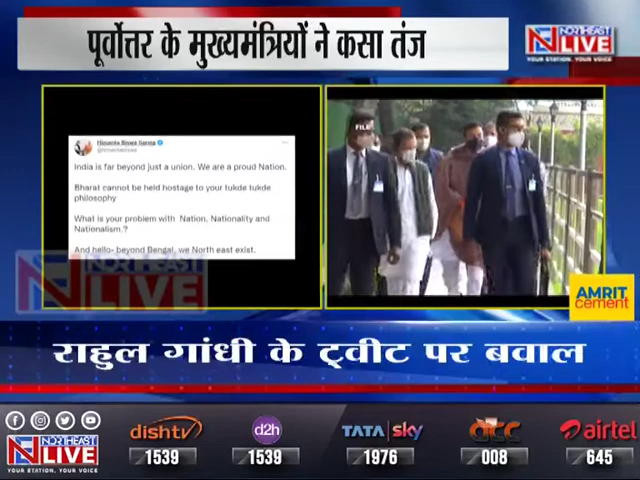 पूर्वोत्तर के मुख्यमंत्रियों ने कसा तंज
NORTHEAST
LIVE
YOUR STATION, YOUR VOICE
FILE
Himanta Biswa Sarma
@himantabiswa
India is far beyond just a union. We are a proud Nation.
Bharat cannot be held hostage to your tukde tukde
philosophy
What is your problem with Nation, Nationality and
Nationalism.?
And hello- beyond Bengal, we North east exist.
LIVE
AMRIT
cement
राहुल गांधी के ट्वीट पर बवाल
NORTHEAST
LIVE
YOUR STATION, YOUR VOICE
dishtv
1539
d2h
1539
TATA sky
1976
008
airtel
645